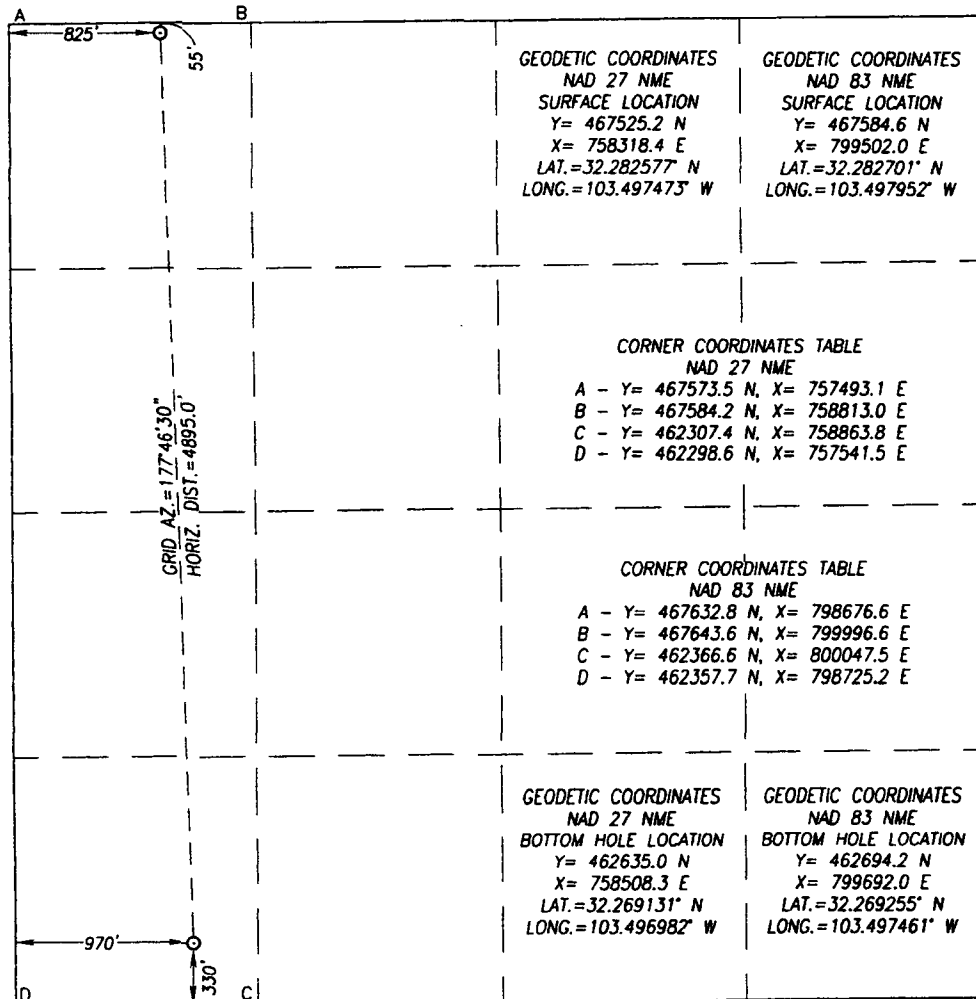 A
B
825'
55'
GEODETIC COORDINATES
NAD 27 NME
SURFACE LOCATION
Y= 467525.2 N
X= 758318.4 E
LAT.=32.282577° N
LONG.=103.497473° W
GEODETIC COORDINATES
NAD 83 NME
SURFACE LOCATION
Y= 467584.6 N
X= 799502.0 E
LAT.=32.282701° N
LONG.=103.497952° W
CORNER COORDINATES TABLE
NAD 27 NME
A - Y= 467573.5 N, X= 757493.1 E
B - Y= 467584.2 N, X= 758813.0 E
C - Y= 462307.4 N, X= 758863.8 E
D - Y= 462298.6 N, X= 757541.5 E
GRID AZ.=177°46'30"
HORIZ. DIST.=4895.0'
CORNER COORDINATES TABLE
NAD 83 NME
A - Y= 467632.8 N, X= 798676.6 E
B - Y= 467643.6 N, X= 799996.6 E
C - Y= 462366.6 N, X= 800047.5 E
D - Y= 462357.7 N, X= 798725.2 E
GEODETIC COORDINATES
NAD 27 NME
BOTTOM HOLE LOCATION
Y= 462635.0 N
X= 758508.3 E
LAT.=32.269131° N
LONG.=103.496982° W
GEODETIC COORDINATES
NAD 83 NME
BOTTOM HOLE LOCATION
Y= 462694.2 N
X= 799692.0 E
LAT.=32.269255° N
LONG.=103.497461° W
970'
330'
D
C